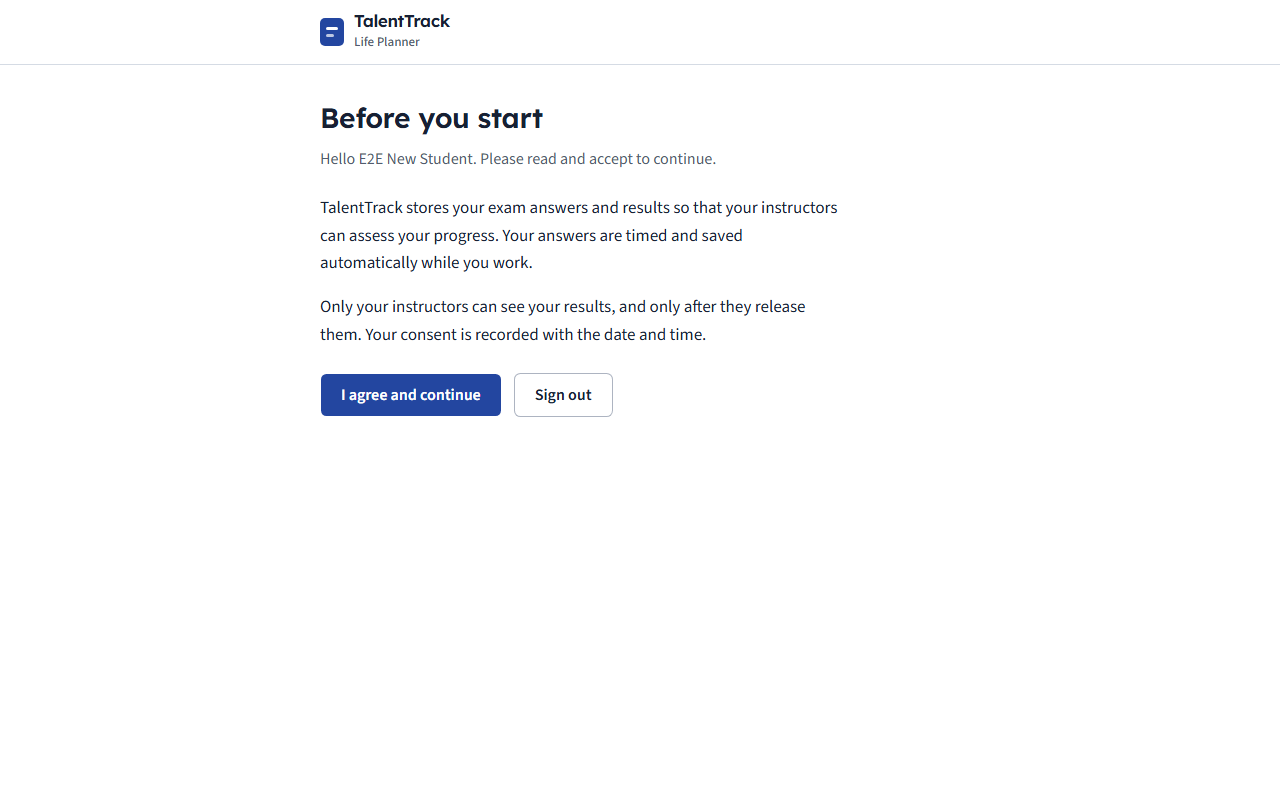 TalentTrack
Life Planner
Before you start
Hello E2E New Student. Please read and accept to continue.
TalentTrack stores your exam answers and results so that your instructors
can assess your progress. Your answers are timed and saved
automatically while you work.
Only your instructors can see your results, and only after they release
them. Your consent is recorded with the date and time.
I agree and continue
Sign out